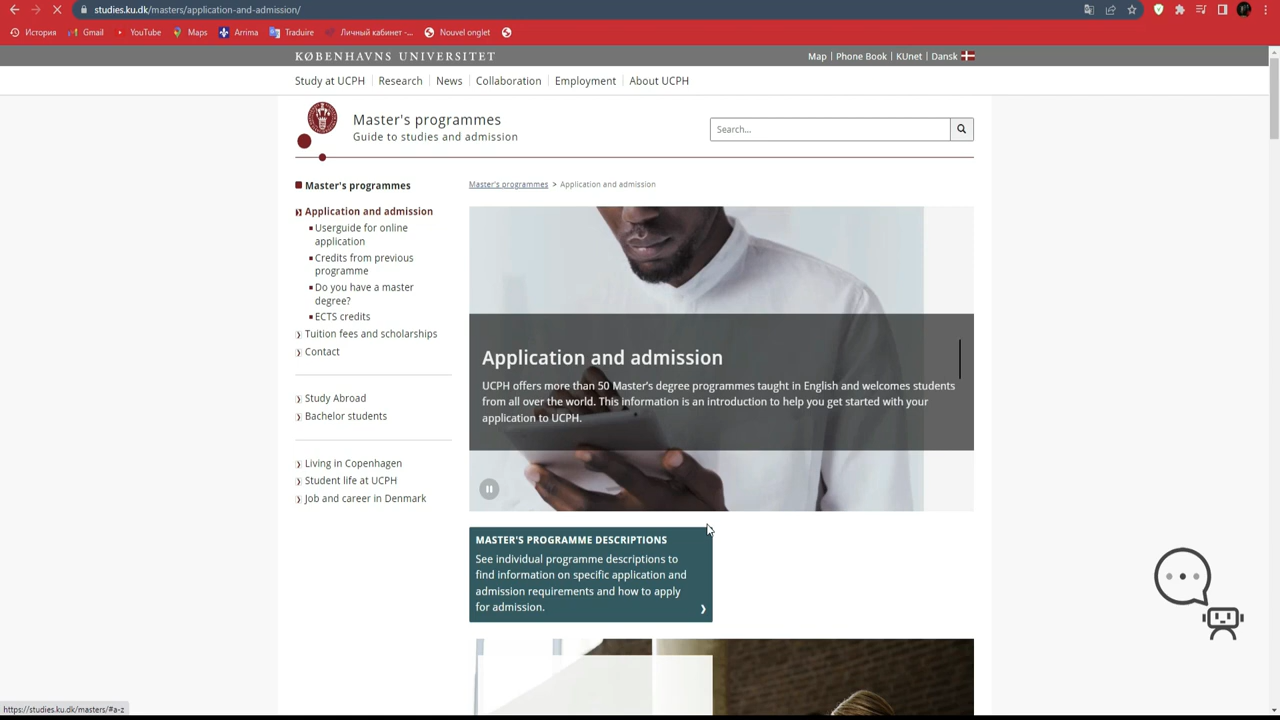 studies.ku.dk/masters/application-and-admission/
История Gmail YouTube Maps Arrima Traduire Личный кабинет -... Nouvel onglet
KØBENHAVNS UNIVERSITET
Map Phone Book KUnet Dansk
Study at UCPH Research News Collaboration Employment About UCPH
Master's programmes
Guide to studies and admission
Search...
Master's programmes
Application and admission
Userguide for online
application
Credits from previous
programme
Do you have a master
degree?
ECTS credits
Tuition fees and scholarships
Contact
Study Abroad
Bachelor students
Living in Copenhagen
Student life at UCPH
Job and career in Denmark
Master's programmes > Application and admission
Application and admission
UCPH offers more than 50 Master's degree programmes taught in English and welcomes students
from all over the world. This information is an introduction to help you get started with your
application to UCPH.
MASTER'S PROGRAMME DESCRIPTIONS
See individual programme descriptions to
find information on specific application and
admission requirements and how to apply
for admission.
https://studies.ku.dk/masters/#a-z